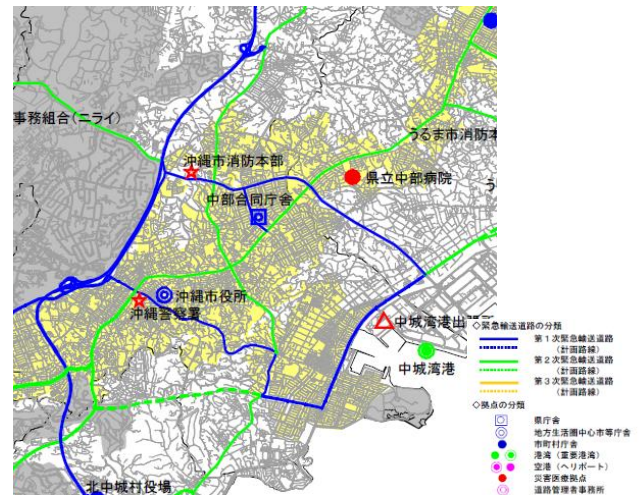 事務組合(ニライ)
沖縄市消防本部
うるま市消防本
県立中部病院
う
中部合同庁舎
沖縄市役所
沖縄警察署
中城湾港出
中城湾港
北中城村役場
◇緊急輸送道路の分類
第1次緊急輸送道路
(計画路線)
第2次緊急輸送道路
(計画路線)
第3次緊急輸送道路
(計画路線)
◇拠点の分類
県庁舎
地方生活圏中心市等庁舎
市町村庁舎
港湾(重要港湾)
空港(ヘリポート)
災害医療拠点
道路管理者事務所